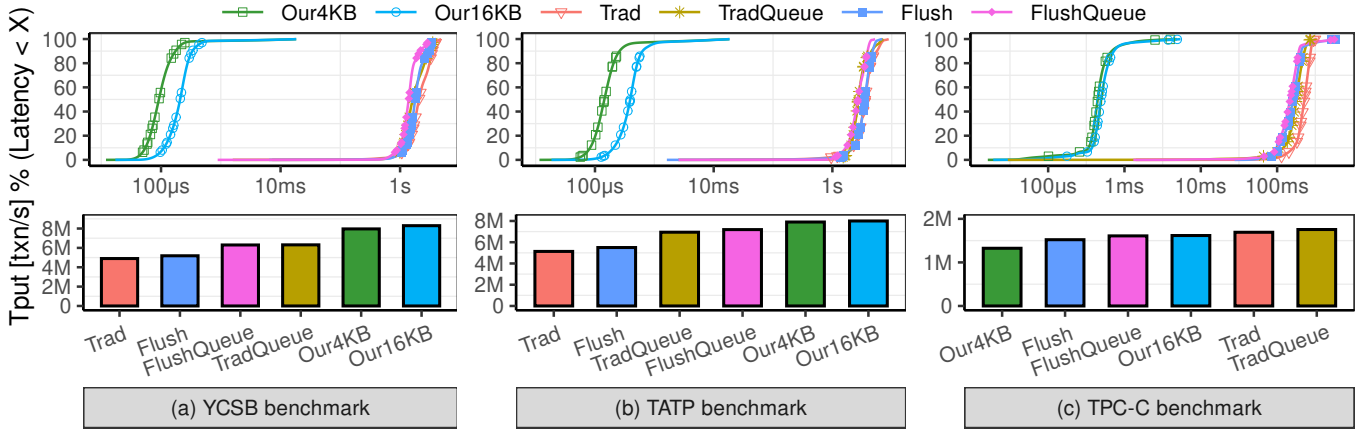 Our4KB Our16KB Trad TradQueue Flush FlushQueue
Tput [txn/s] % (Latency < X)
100
80
60
40
20
0
100µs 10ms 1s
100
80
60
40
20
0
100µs 10ms 1s
100
80
60
40
20
0
100µs 1ms 10ms 100ms
8M
6M
4M
2M
0
Trad Flush FlushQueue TradQueue Our4KB Our16KB
8M
6M
4M
2M
0
Trad Flush TradQueue FlushQueue Our4KB Our16KB
2M
1M
0
Our4KB Flush FlushQueue Our16KB Trad TradQueue
(a) YCSB benchmark
(b) TATP benchmark
(c) TPC-C benchmark